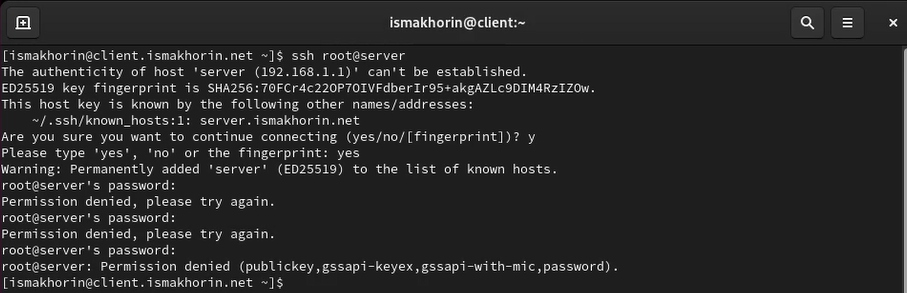 ismakhorin@client:~
[ismakhorin@client.ismakhorin.net ~]$ ssh root@server
The authenticity of host 'server (192.168.1.1)' can't be established.
ED25519 key fingerprint is SHA256:70FCr4c22OP7OIVFdberIr95+akgAZLc9DIM4RzIZOw.
This host key is known by the following other names/addresses:
    ~/.ssh/known_hosts:1: server.ismakhorin.net
Are you sure you want to continue connecting (yes/no/[fingerprint])? y
Please type 'yes', 'no' or the fingerprint: yes
Warning: Permanently added 'server' (ED25519) to the list of known hosts.
root@server's password:
Permission denied, please try again.
root@server's password:
Permission denied, please try again.
root@server's password:
root@server: Permission denied (publickey,gssapi-keyex,gssapi-with-mic,password).
[ismakhorin@client.ismakhorin.net ~]$